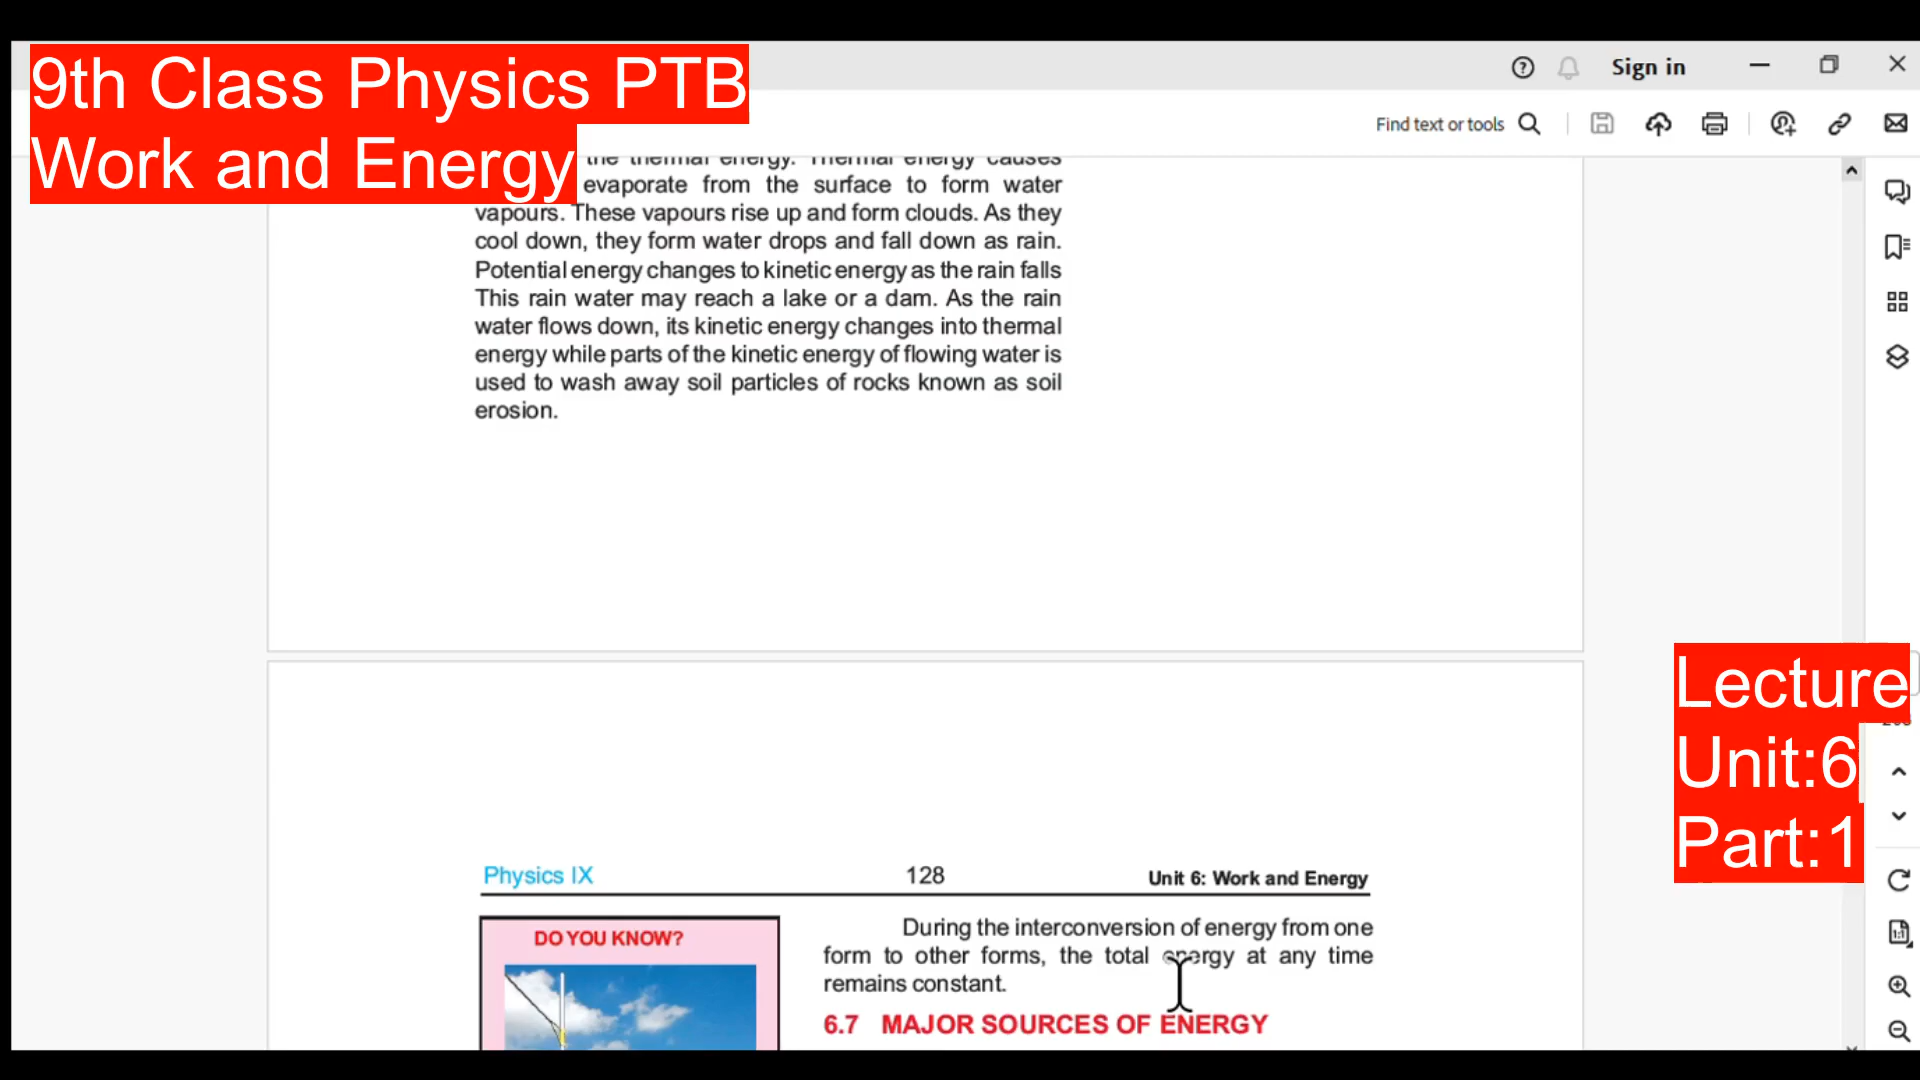 9th Class Physics PTB
Work and Energy
Sign in
Find text or tools
the thermal energy. Thermal energy causes
evaporate from the surface to form water
vapours. These vapours rise up and form clouds. As they
cool down, they form water drops and fall down as rain.
Potential energy changes to kinetic energy as the rain falls
This rain water may reach a lake or a dam. As the rain
water flows down, its kinetic energy changes into thermal
energy while parts of the kinetic energy of flowing water is
used to wash away soil particles of rocks known as soil
erosion.
Lecture
Unit:6
Part:1
Physics IX 128 Unit 6: Work and Energy
DO YOU KNOW?
During the interconversion of energy from one
form to other forms, the total energy at any time
remains constant.
6.7 MAJOR SOURCES OF ENERGY